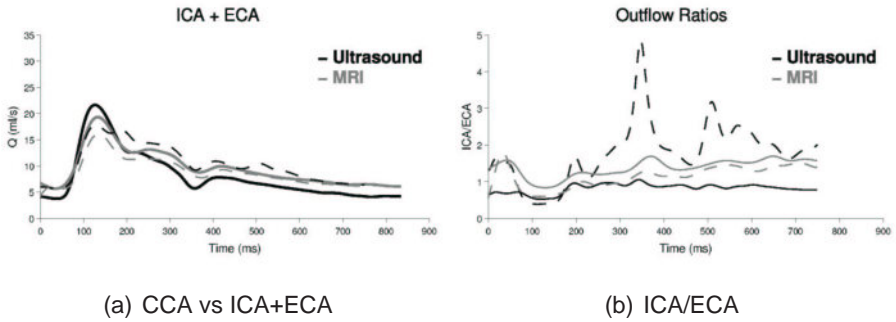 ICA + ECA
35
30
25
20
15
10
5
0
Q (ml/s)
Ultrasound
MRI
0 100 200 300 400 500 600 700 800 900
Time (ms)
(a) CCA vs ICA+ECA
Outflow Ratios
5
4
3
2
1
0
ICA/ECA
Ultrasound
MRI
0 100 200 300 400 500 600 700 800 900
Time (ms)
(b) ICA/ECA